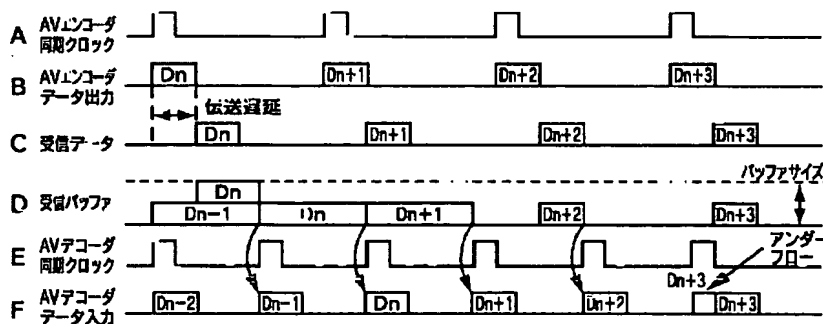 A AVエンコーダ
同期クロック
B AVエンコーダ
データ出力
Dn Dn+1 Dn+2 Dn+3
伝送遅延
C 受信データ
Dn Dn+1 Dn+2 Dn+3
バッファサイズ
D 受信バッファ
Dn
Dn-1 Dn Dn+1 Dn+2 Dn+3
E AVデコーダ
同期クロック
アンダー
フロー
Dn+3
F AVデコーダ
データ入力
Dn-2 Dn-1 Dn Dn+1 Dn+2 Dn+3